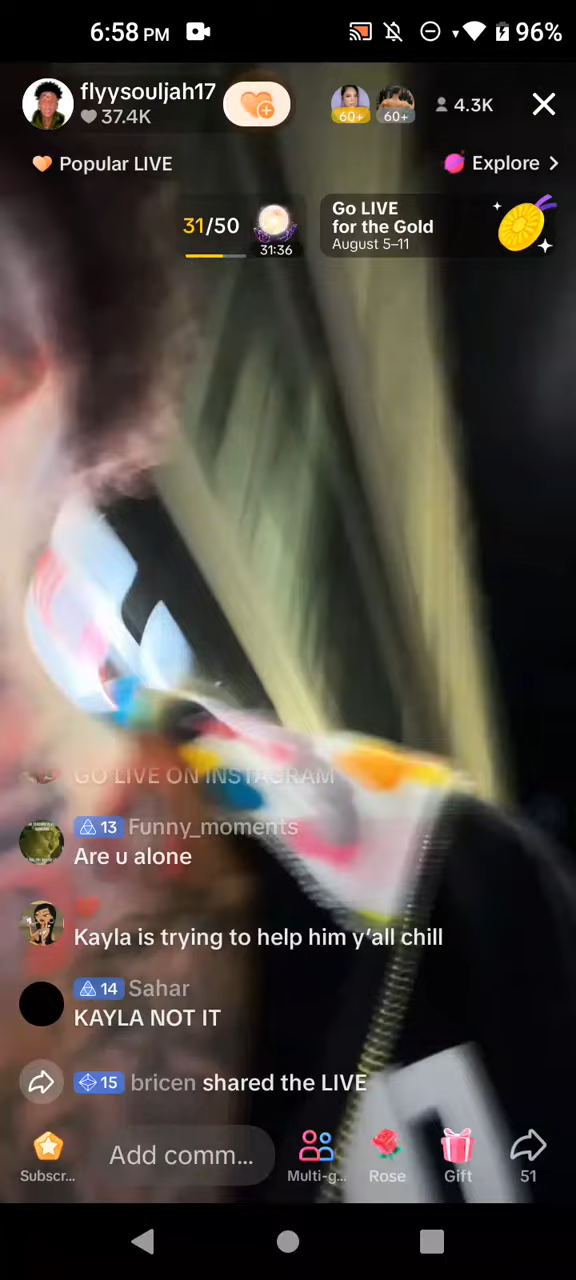 6:58 PM
96%
flyysouljah17
37.4K
60+
60+
4.3K
Popular LIVE
Explore >
31/50
31:36
Go LIVE
for the Gold
August 5–11
GO LIVE ON INSTAGRAM
13 Funny_moments
Are u alone
Kayla is trying to help him y'all chill
14 Sahar
KAYLA NOT IT
15 bricen shared the LIVE
Add comm...
Subscr...
Multi-g...
Rose
Gift
51